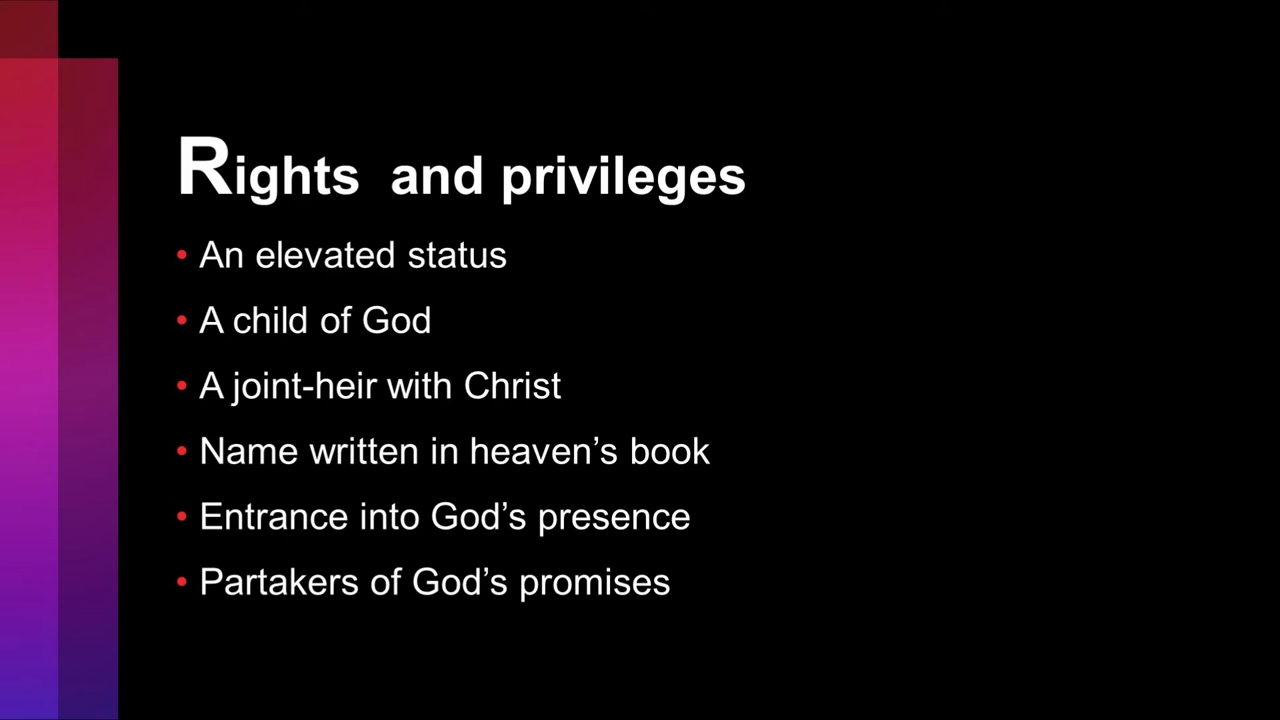 Rights  and privileges
• An elevated status
• A child of God
• A joint-heir with Christ
• Name written in heaven’s book
• Entrance into God’s presence
• Partakers of God’s promises